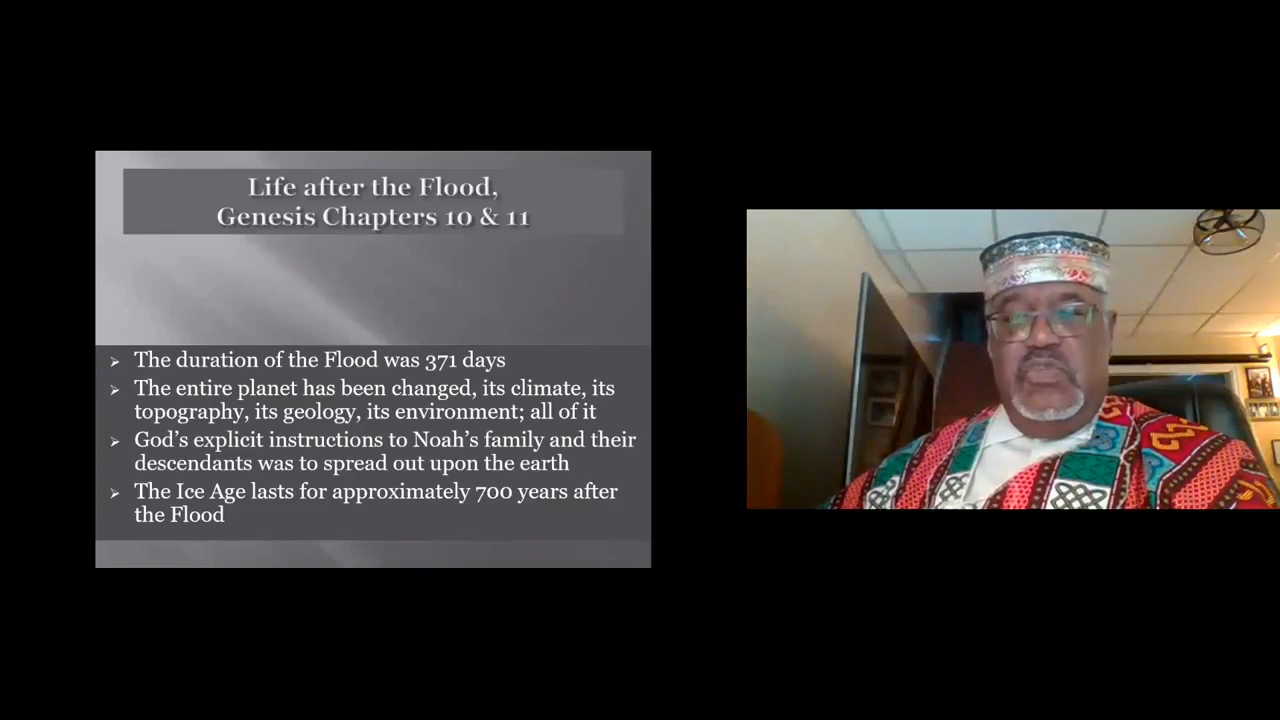 Life after the Flood,
Genesis Chapters 10 & 11
The duration of the Flood was 371 days
The entire planet has been changed, its climate, its
topography, its geology, its environment; all of it
God's explicit instructions to Noah's family and their
descendants was to spread out upon the earth
The Ice Age lasts for approximately 700 years after
the Flood